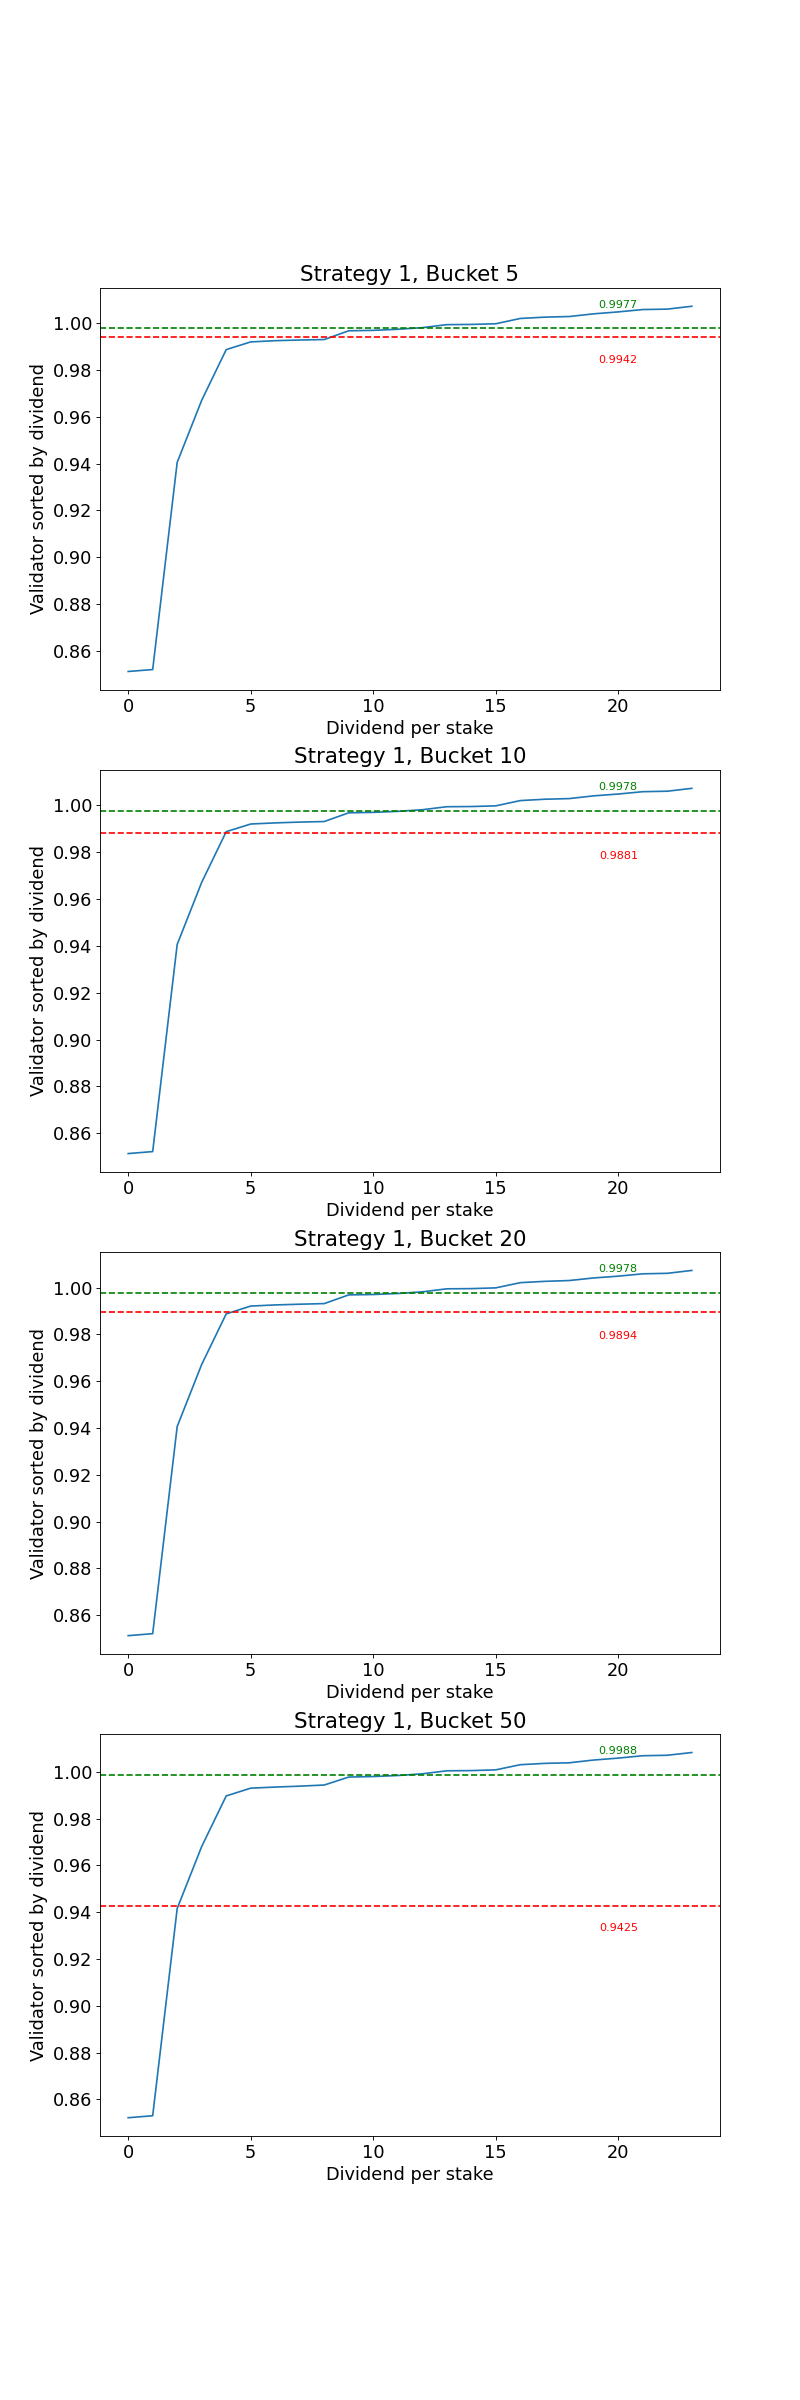 Strategy 1, Bucket 5
0.9977
1.00
0.9942
0.98
0.96
0.94
0.92
0.90
0.88
0.86
Validator sorted by dividend
0 5 10 15 20
Dividend per stake
Strategy 1, Bucket 10
0.9978
1.00
0.9881
0.98
0.96
0.94
0.92
0.90
0.88
0.86
Validator sorted by dividend
0 5 10 15 20
Dividend per stake
Strategy 1, Bucket 20
0.9978
1.00
0.9894
0.98
0.96
0.94
0.92
0.90
0.88
0.86
Validator sorted by dividend
0 5 10 15 20
Dividend per stake
Strategy 1, Bucket 50
0.9988
1.00
0.98
0.96
0.94
0.9425
0.92
0.90
0.88
0.86
Validator sorted by dividend
0 5 10 15 20
Dividend per stake